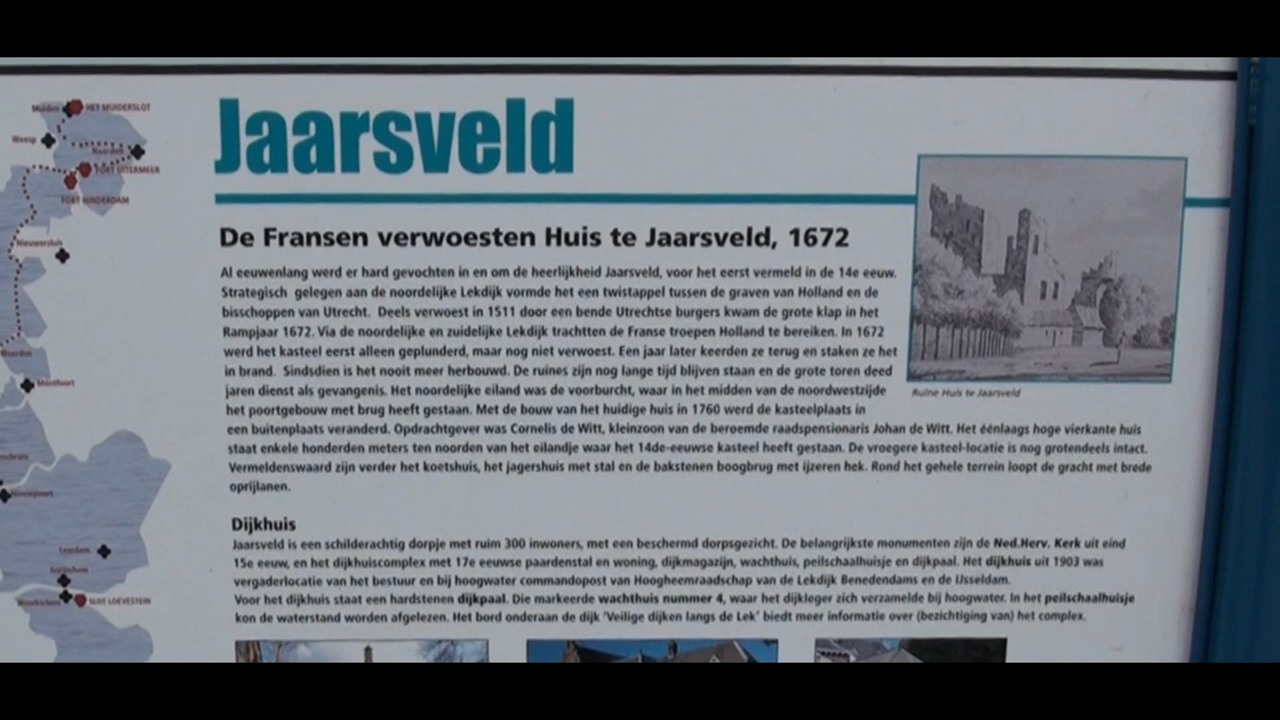 Jaarsveld
De Fransen verwoesten Huis te Jaarsveld, 1672
Al eeuwenlang werd er hard gevochten in en om de heerlijkheid Jaarsveld, voor het eerst vermeld in de 14e eeuw.
Strategisch gelegen aan de noordelijke Lekdijk vormde het een twistappel tussen de graven van Holland en de
bisschoppen van Utrecht. Deels verwoest in 1511 door een bende Utrechtse burgers kwam de grote klap in het
Rampjaar 1672. Via de noordelijke en zuidelijke Lekdijk trachtten de Franse troepen Holland te bereiken. In 1672
werd het kasteel eerst alleen geplunderd, maar nog niet verwoest. Een jaar later keerden ze terug en staken ze het
in brand. Sindsdien is het nooit meer herbouwd. De ruïnes zijn nog lange tijd blijven staan en de grote toren deed
jaren dienst als gevangenis. Het noordelijke eiland was de voorburcht, waar in het midden van de noordwestzijde
het poortgebouw met brug heeft gestaan. Met de bouw van het huidige huis in 1760 werd de kasteelplaats in
een buitenplaats veranderd. Opdrachtgever was Cornelis de Witt, kleinzoon van de beroemde raadspensionaris Johan de Witt. Het éénlaags hoge vierkante huis
staat enkele honderden meters ten noorden van het eilandje waar het 14de-eeuwse kasteel heeft gestaan. De vroegere kasteel-locatie is nog grotendeels intact.
Vermeldenswaard zijn verder het koetshuis, het jagershuis met stal en de bakstenen boogbrug met ijzeren hek. Rond het gehele terrein loopt de gracht met brede
oprijlanen.
Ruïne Huis te Jaarsveld
Dijkhuis
Jaarsveld is een schilderachtig dorpje met ruim 300 inwoners, met een beschermd dorpsgezicht. De belangrijkste monumenten zijn de Ned.Herv. Kerk uit eind
15e eeuw, en het dijkhuiscomplex met 17e eeuwse paardenstal en woning, dijkmagazijn, wachthuis, peilschaalhuisje en dijkpaal. Het dijkhuis uit 1903 was
vergaderlocatie van het bestuur en bij hoogwater commandopost van Hoogheemraadschap van de Lekdijk Benedendams en de IJsseldam.
Voor het dijkhuis staat een hardstenen dijkpaal. Die markeerde wachthuis nummer 4, waar het dijkleger zich verzamelde bij hoogwater. In het peilschaalhuisje
kon de waterstand worden afgelezen. Het bord onderaan de dijk 'Veilige dijken langs de Lek' biedt meer informatie over (bezichtiging van) het complex.
Muiden
HET MUIDERSLOT
Weesp
Naarden
FORT UITERMEER
FORT HINDERDAM
Nieuwersluis
Woerden
Montfoort
Nieuwpoort
Leerdam
Gorinchem
Woudrichem
SLOT LOEVESTEIN